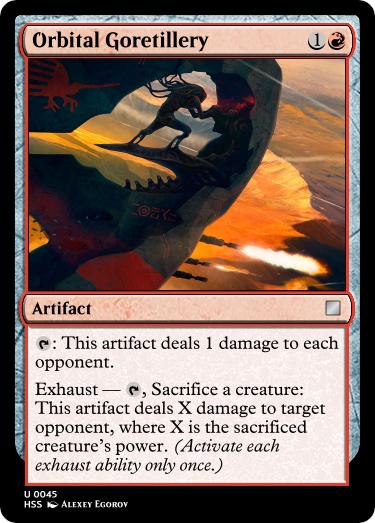 Orbital Goretillery 1
Artifact
: This artifact deals 1 damage to each
opponent.
Exhaust — , Sacrifice a creature:
This artifact deals X damage to target
opponent, where X is the sacrificed
creature's power. (Activate each
exhaust ability only once.)
U 0045
HSS Alexey Egorov